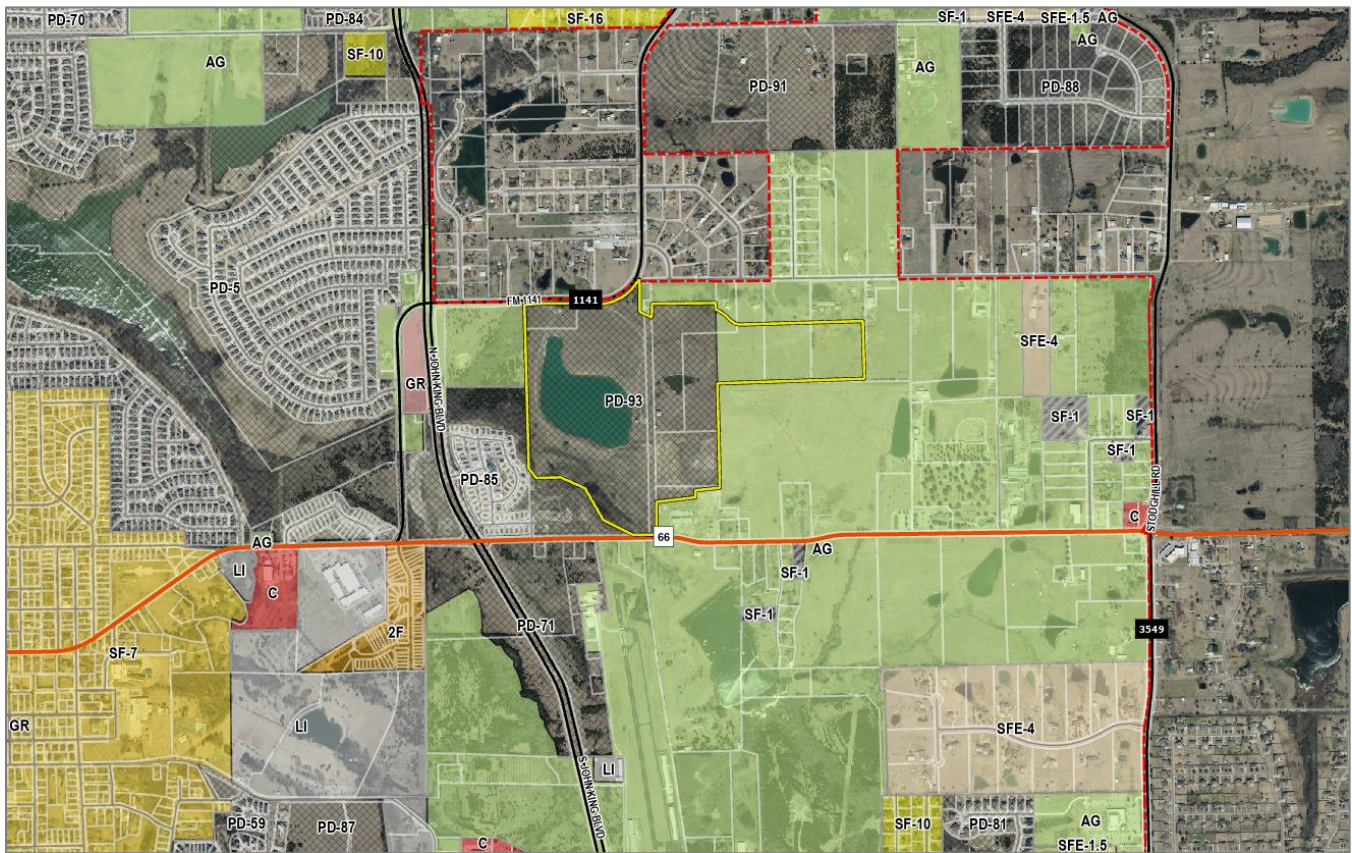 PD-70
PD-84
SF-16
SF-1
SFE-4
SFE-1.5
AG
AG
SF-10
PD-91
AG
AG
PD-88
PD-5
FM 1141
1141
SFE-4
GR
N-JOHN KING BLVD
PD-93
SF-1
SF-1
SF-1
PD-85
STODGHILL RD
C
66
AG
AG
LI
C
SF-1
2F
SF-1
PD-71
3549
SF-7
GR
LI
SFE-4
LI
S-JOHN KING BLVD
PD-59
PD-87
C
SF-10
PD-81
AG
SFE-1.5